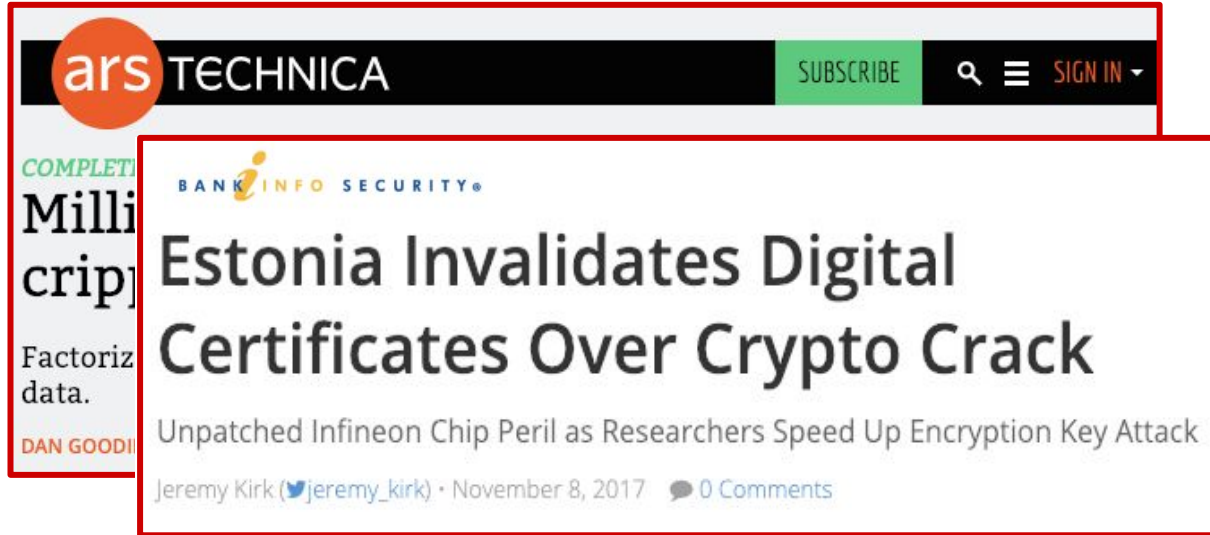 ars TECHNICA
SUBSCRIBE
SIGN IN
COMPLETE
Milli
crip
Factoriz
data.
DAN GOODI
BANK INFO SECURITY®
Estonia Invalidates Digital
Certificates Over Crypto Crack
Unpatched Infineon Chip Peril as Researchers Speed Up Encryption Key Attack
Jeremy Kirk (jeremy_kirk) • November 8, 2017 0 Comments